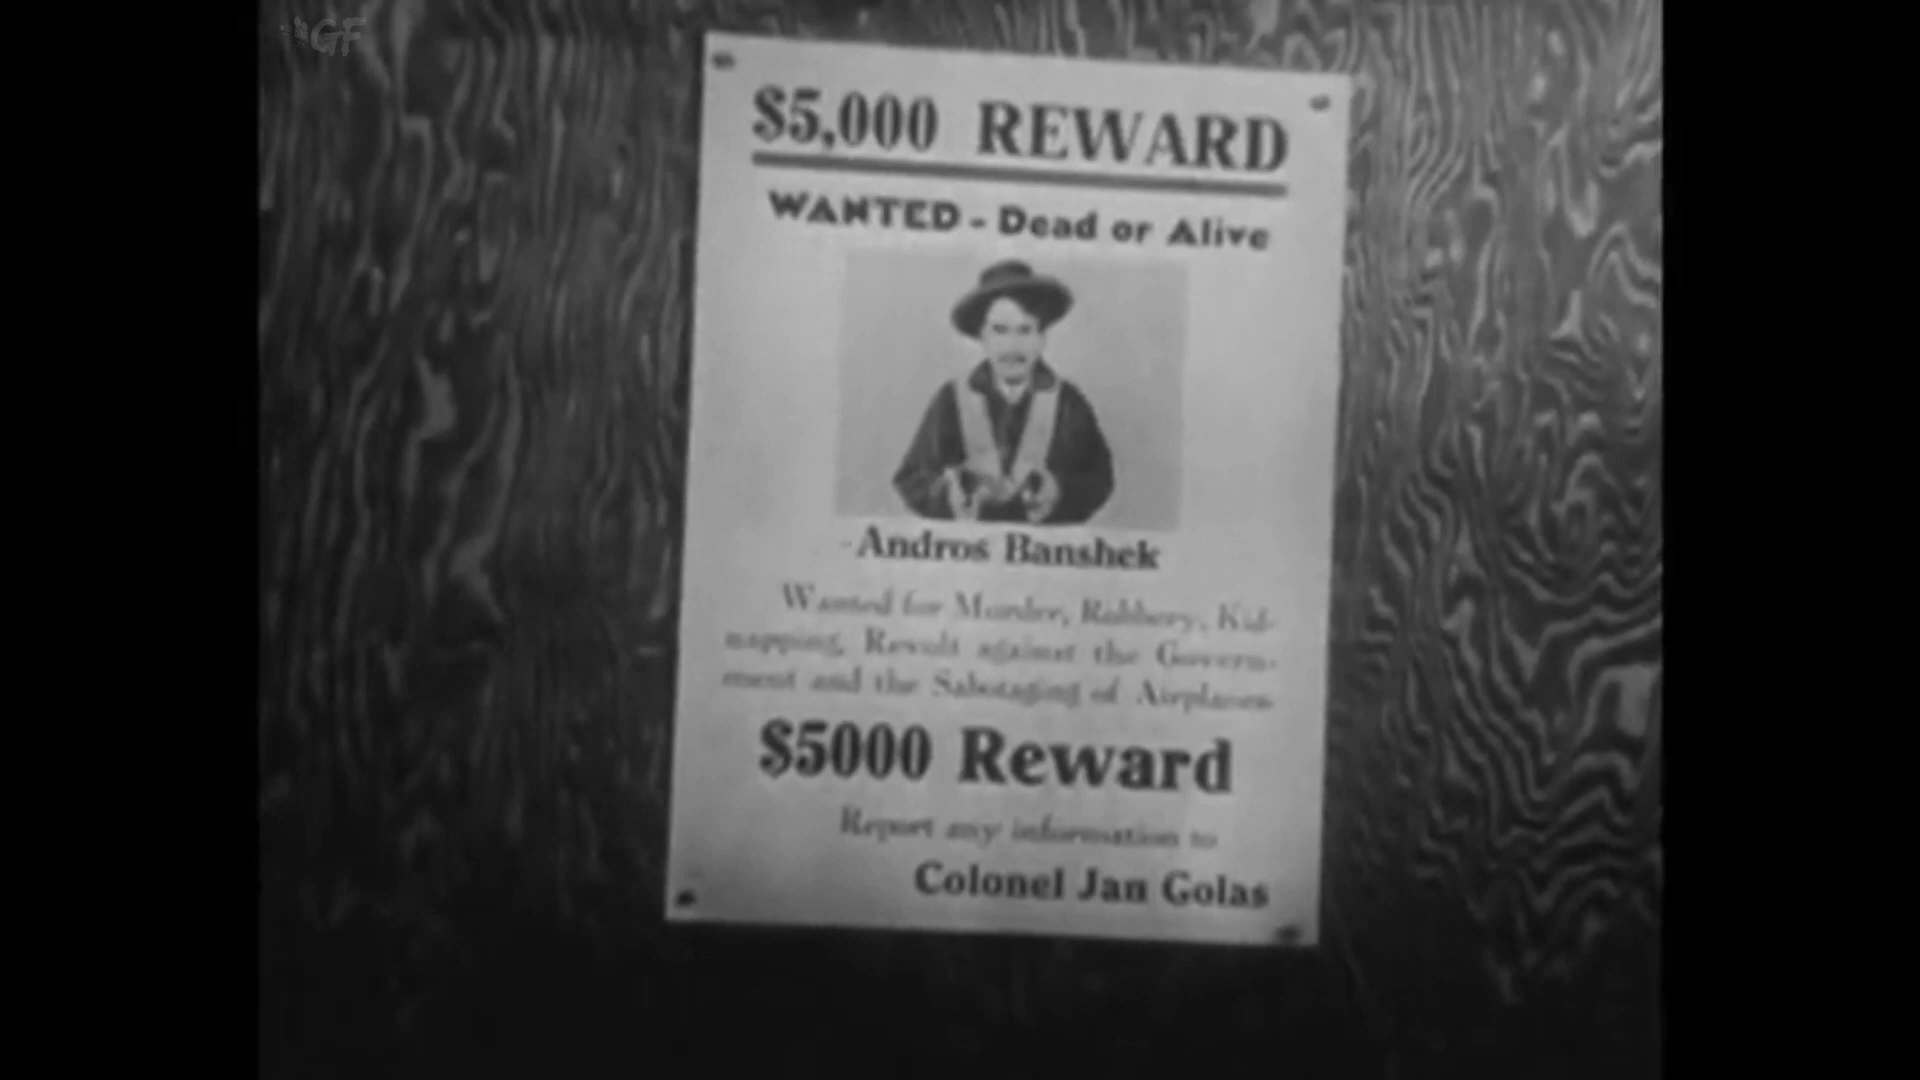 GF
$5,000 REWARD
WANTED - Dead or Alive
Andros Banshek
Wanted for Murder, Robbery, Kid-
napping, Revolt against the Govern-
ment and the Sabotaging of Airplanes
$5000 Reward
Report any information to
Colonel Jan Golas